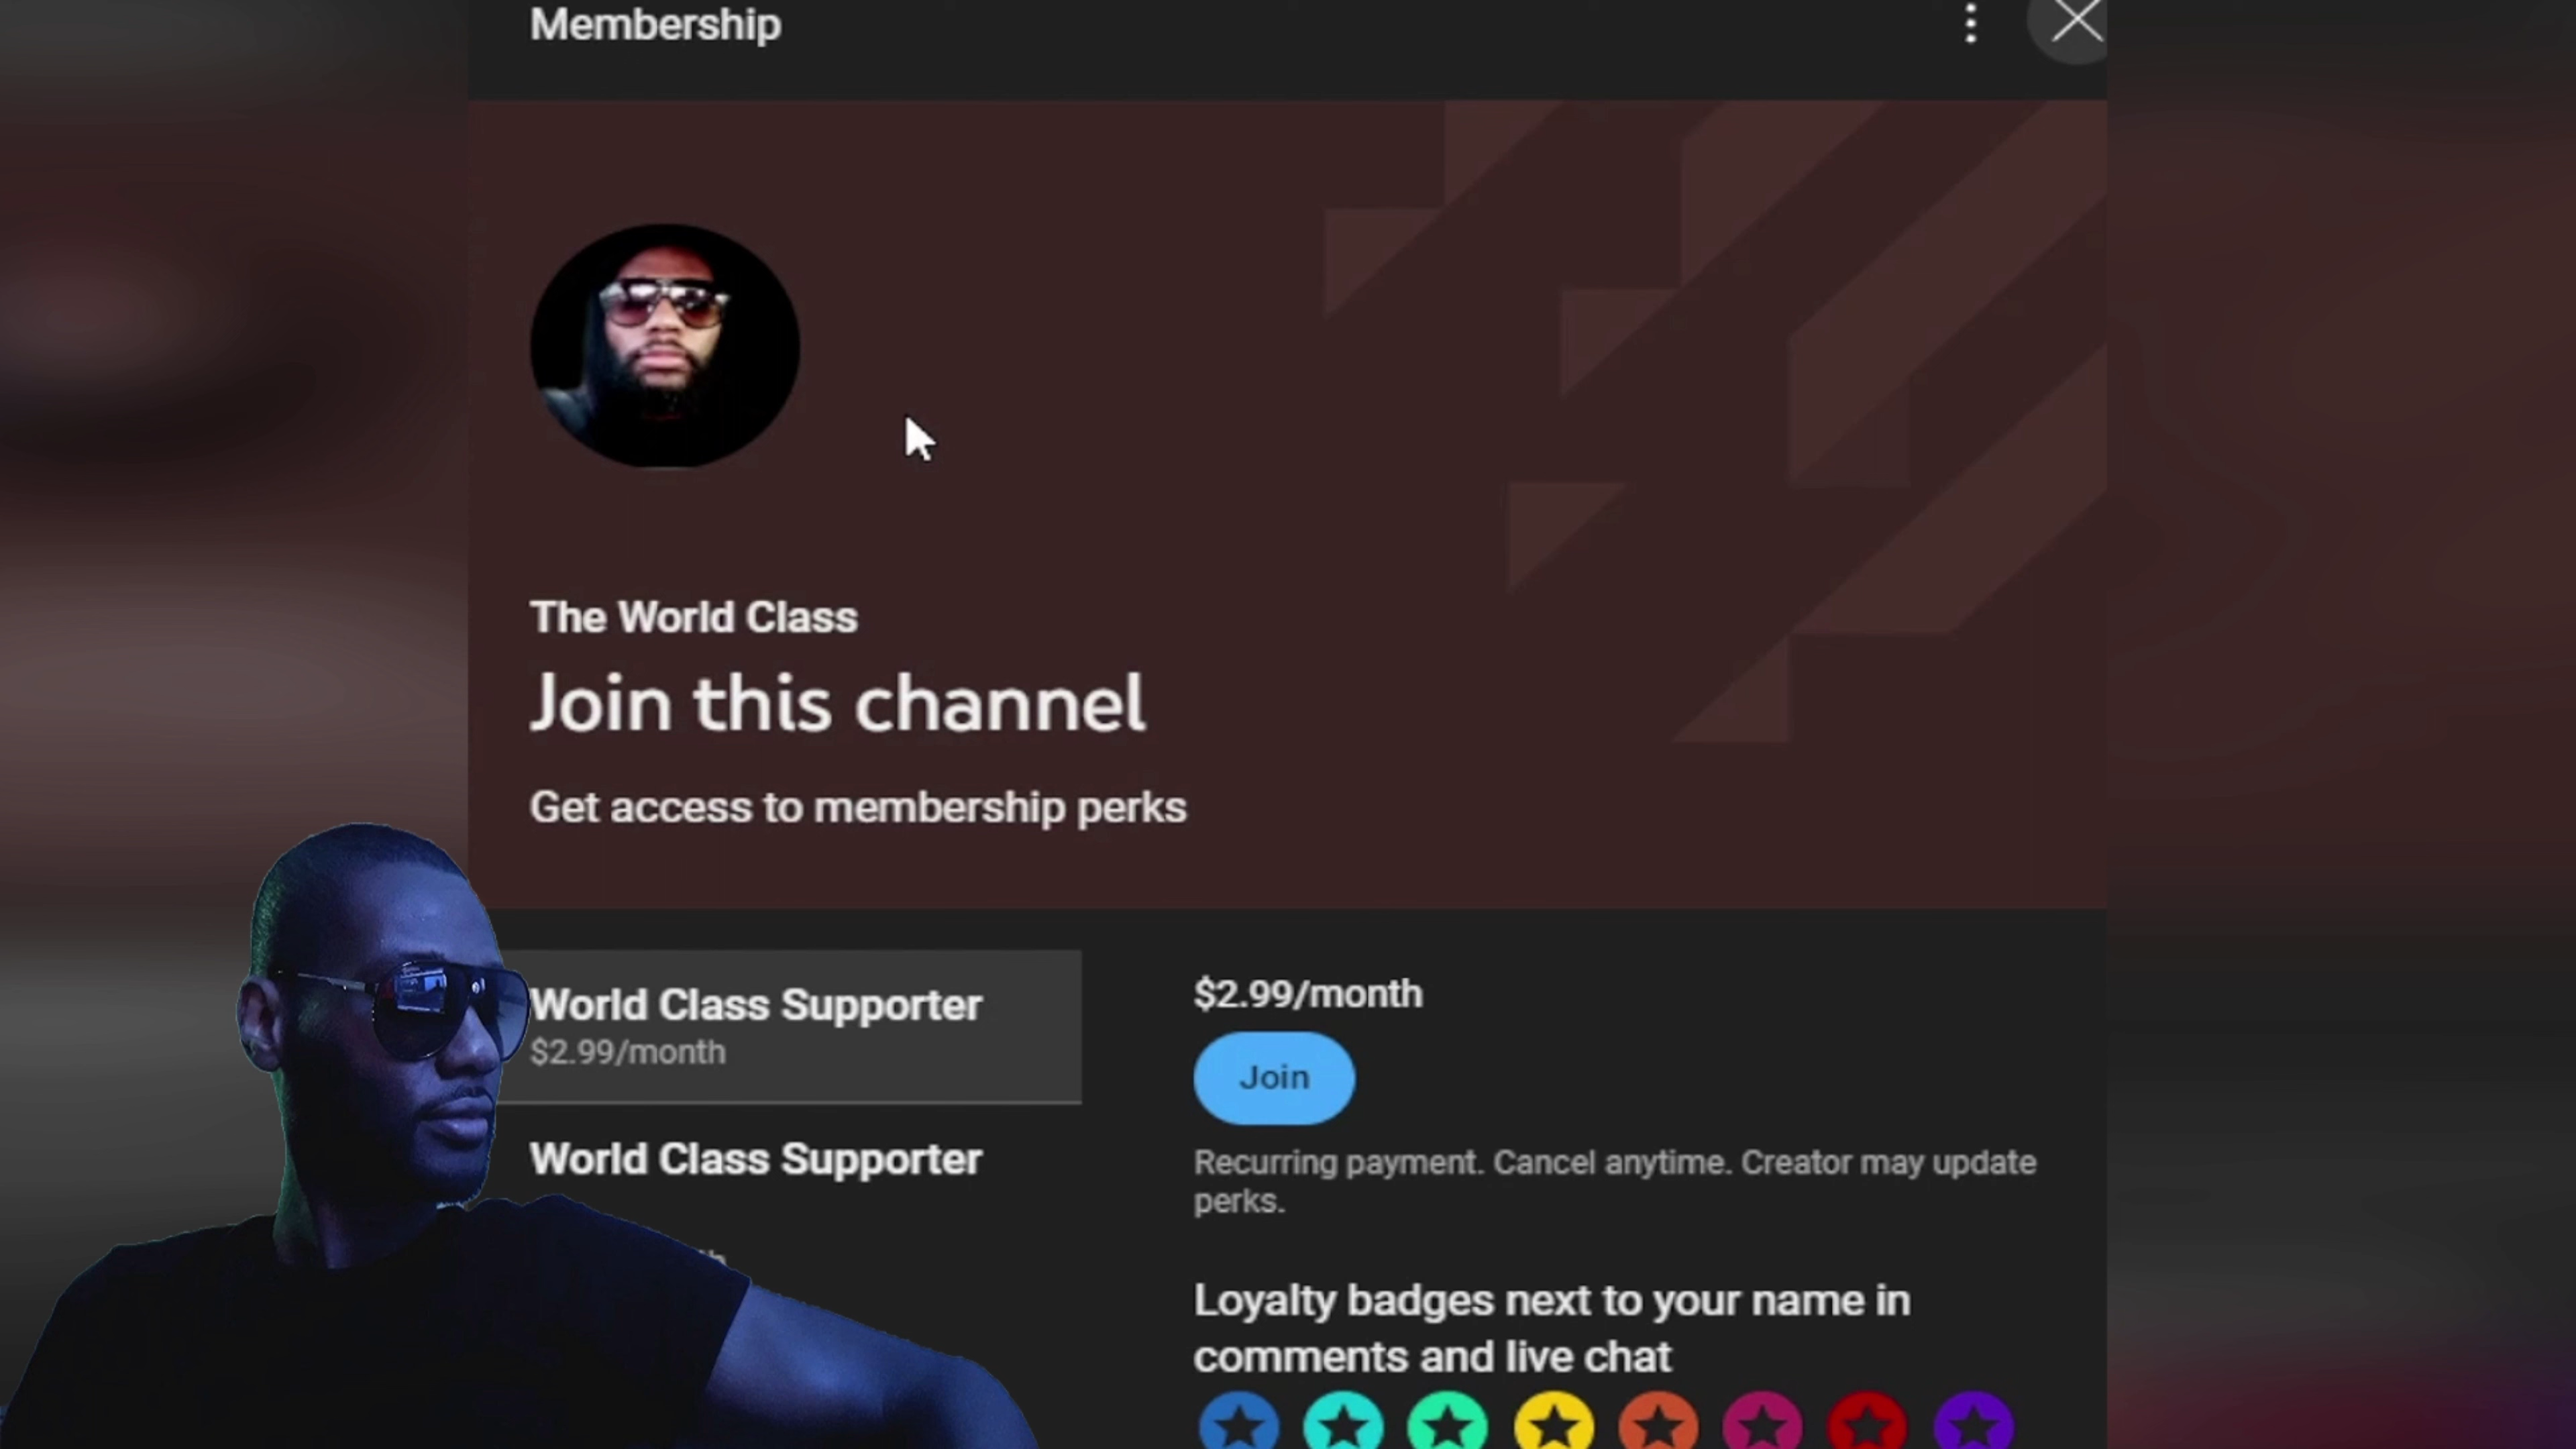 Membership
The World Class
Join this channel
Get access to membership perks
World Class Supporter
$2.99/month
World Class Supporter
$2.99/month
Join
Recurring payment. Cancel anytime. Creator may update
perks.
Loyalty badges next to your name in
comments and live chat